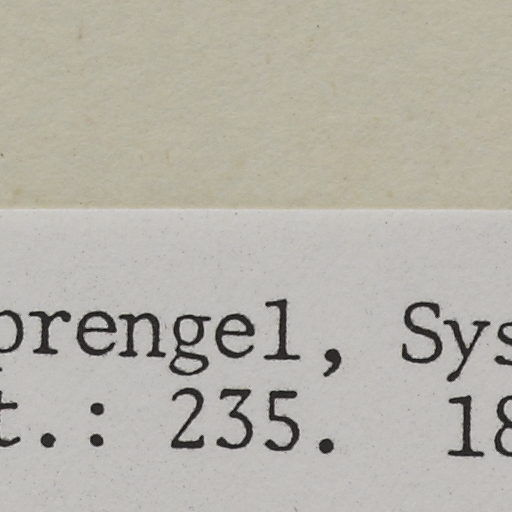 prengel, Sys
t.: 235. 18